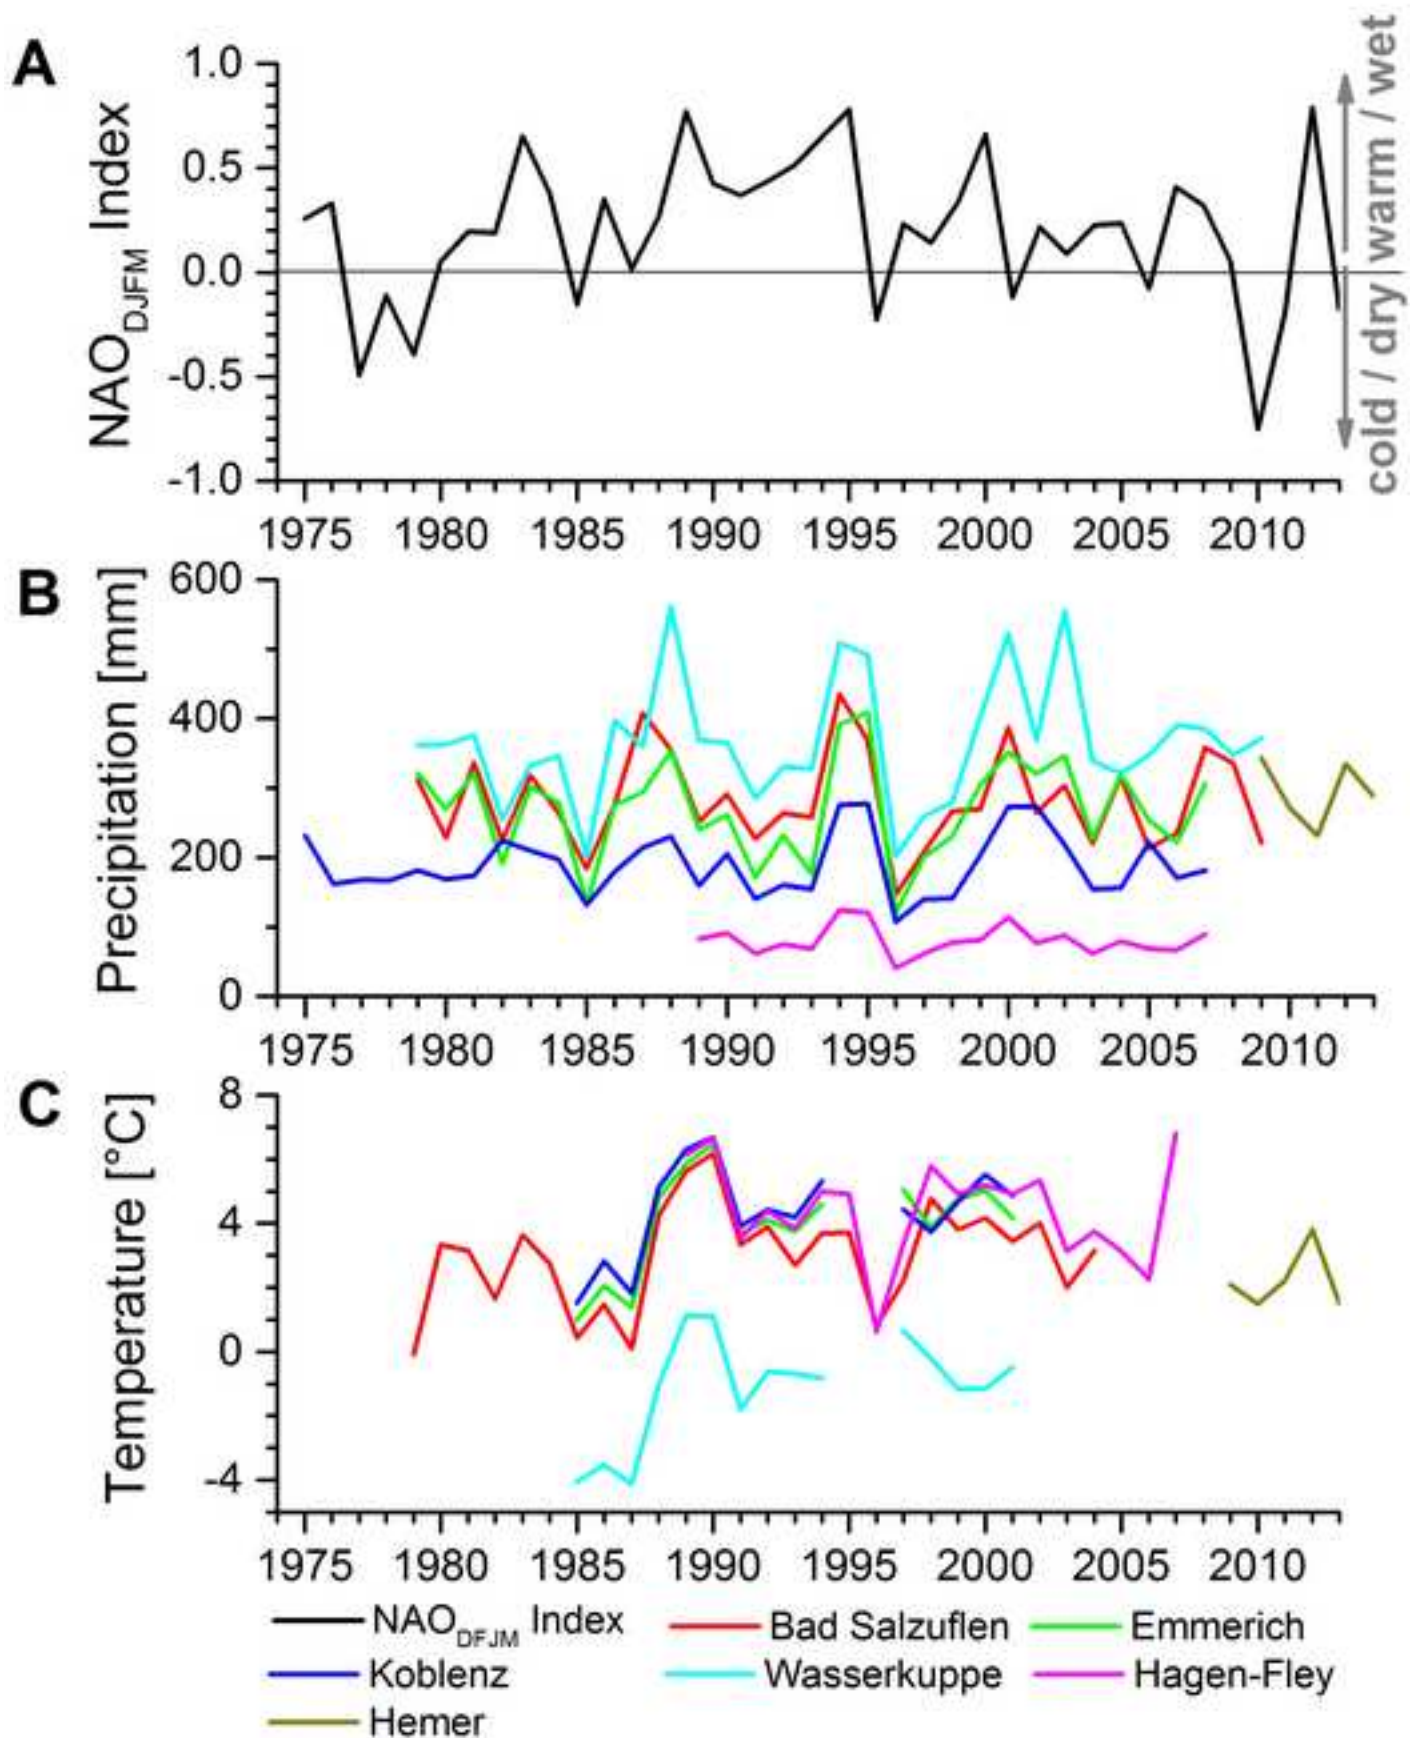 A
NAO_DJFM Index
1.0
0.5
0.0
-0.5
-1.0
cold / dry warm / wet
1975 1980 1985 1990 1995 2000 2005 2010
B
Precipitation [mm]
600
400
200
0
1975 1980 1985 1990 1995 2000 2005 2010
C
Temperature [°C]
8
4
0
-4
1975 1980 1985 1990 1995 2000 2005 2010
NAO_DFJM Index Bad Salzuflen Emmerich
Koblenz Wasserkuppe Hagen-Fley
Hemer